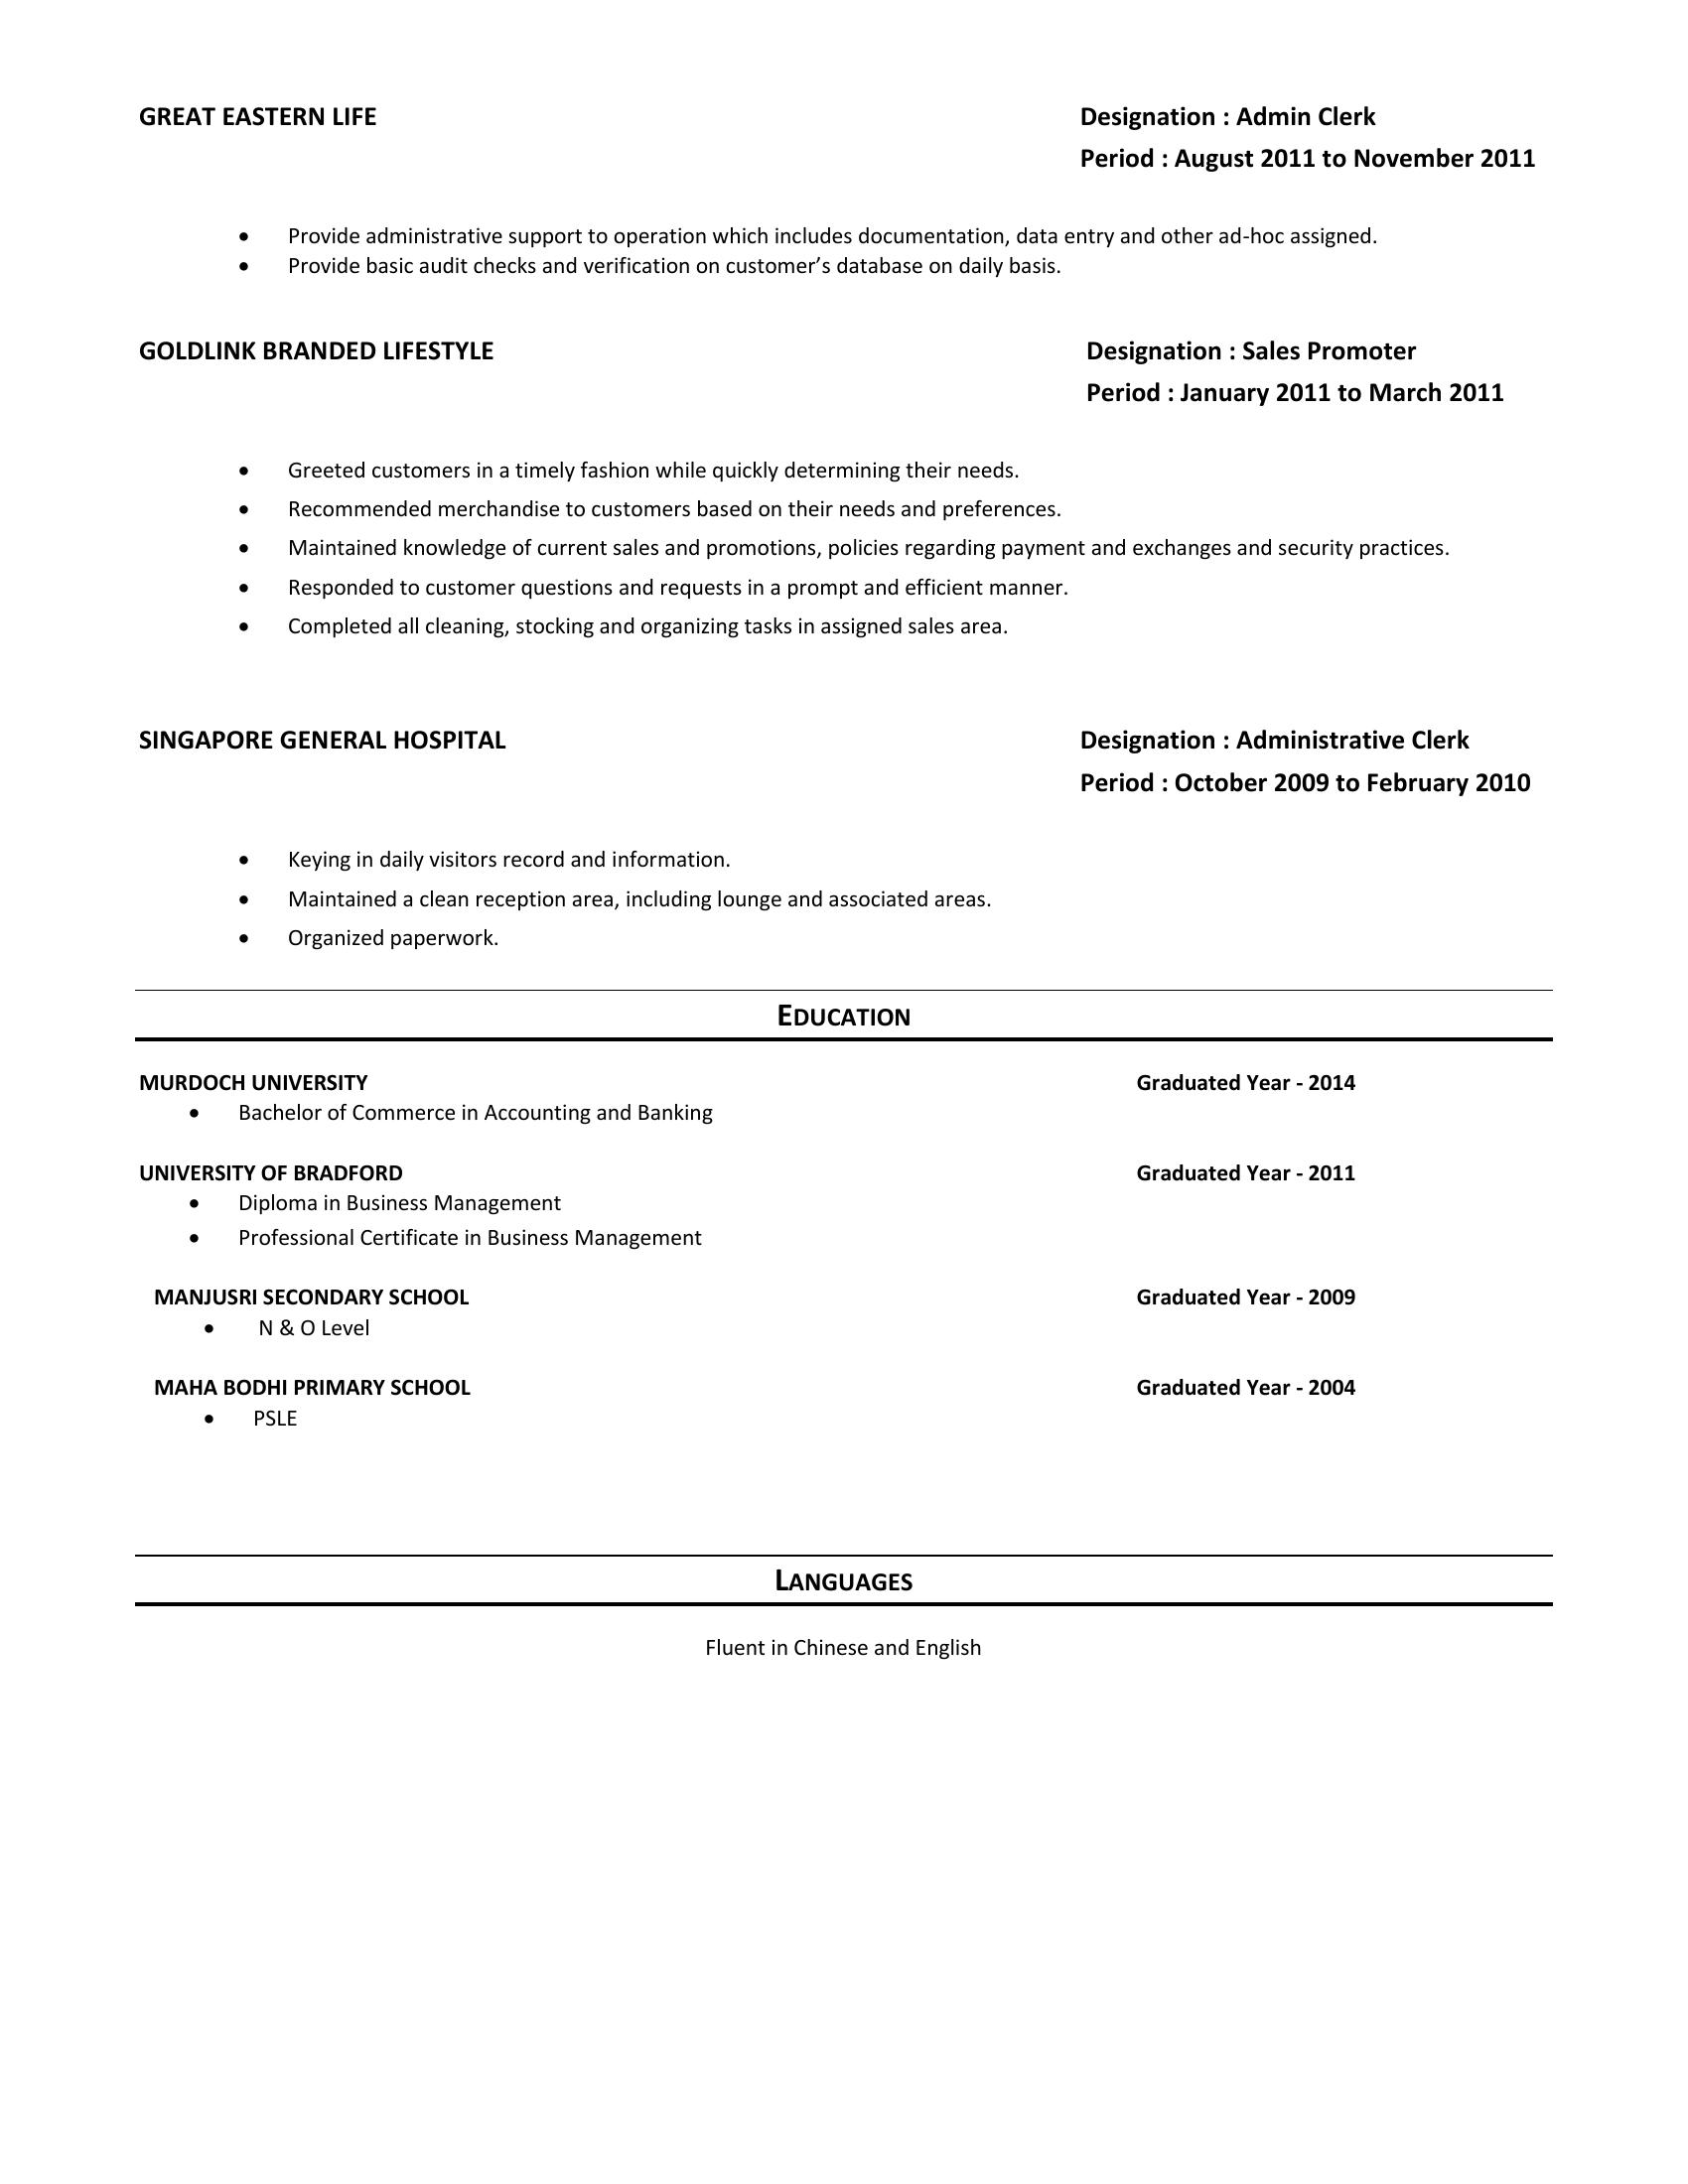 GREAT EASTERN LIFE Designation : Admin Clerk
Period : August 2011 to November 2011
• Provide administrative support to operation which includes documentation, data entry and other ad-hoc assigned.
• Provide basic audit checks and verification on customer’s database on daily basis.
GOLDLINK BRANDED LIFESTYLE Designation : Sales Promoter
Period : January 2011 to March 2011
• Greeted customers in a timely fashion while quickly determining their needs.
• Recommended merchandise to customers based on their needs and preferences.
• Maintained knowledge of current sales and promotions, policies regarding payment and exchanges and security practices.
• Responded to customer questions and requests in a prompt and efficient manner.
• Completed all cleaning, stocking and organizing tasks in assigned sales area.
SINGAPORE GENERAL HOSPITAL Designation : Administrative Clerk
Period : October 2009 to February 2010
• Keying in daily visitors record and information.
• Maintained a clean reception area, including lounge and associated areas.
• Organized paperwork.
EDUCATION
MURDOCH UNIVERSITY Graduated Year - 2014
• Bachelor of Commerce in Accounting and Banking
UNIVERSITY OF BRADFORD Graduated Year - 2011
• Diploma in Business Management
• Professional Certificate in Business Management
MANJUSRI SECONDARY SCHOOL Graduated Year - 2009
• N & O Level
MAHA BODHI PRIMARY SCHOOL Graduated Year - 2004
• PSLE
LANGUAGES
Fluent in Chinese and English